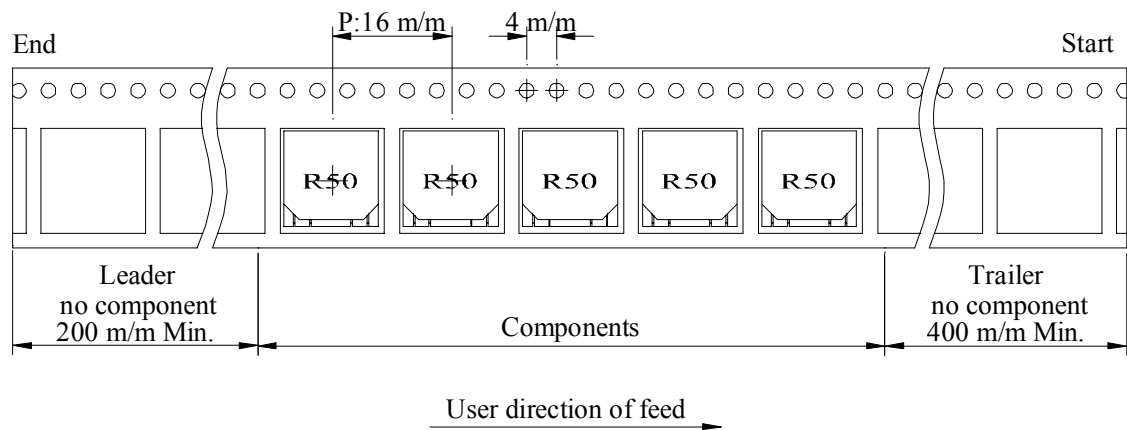 P:16 m/m
4 m/m
End
Start
R50
R50
R50
R50
R50
Leader
no component
200 m/m Min.
Components
Trailer
no component
400 m/m Min.
User direction of feed